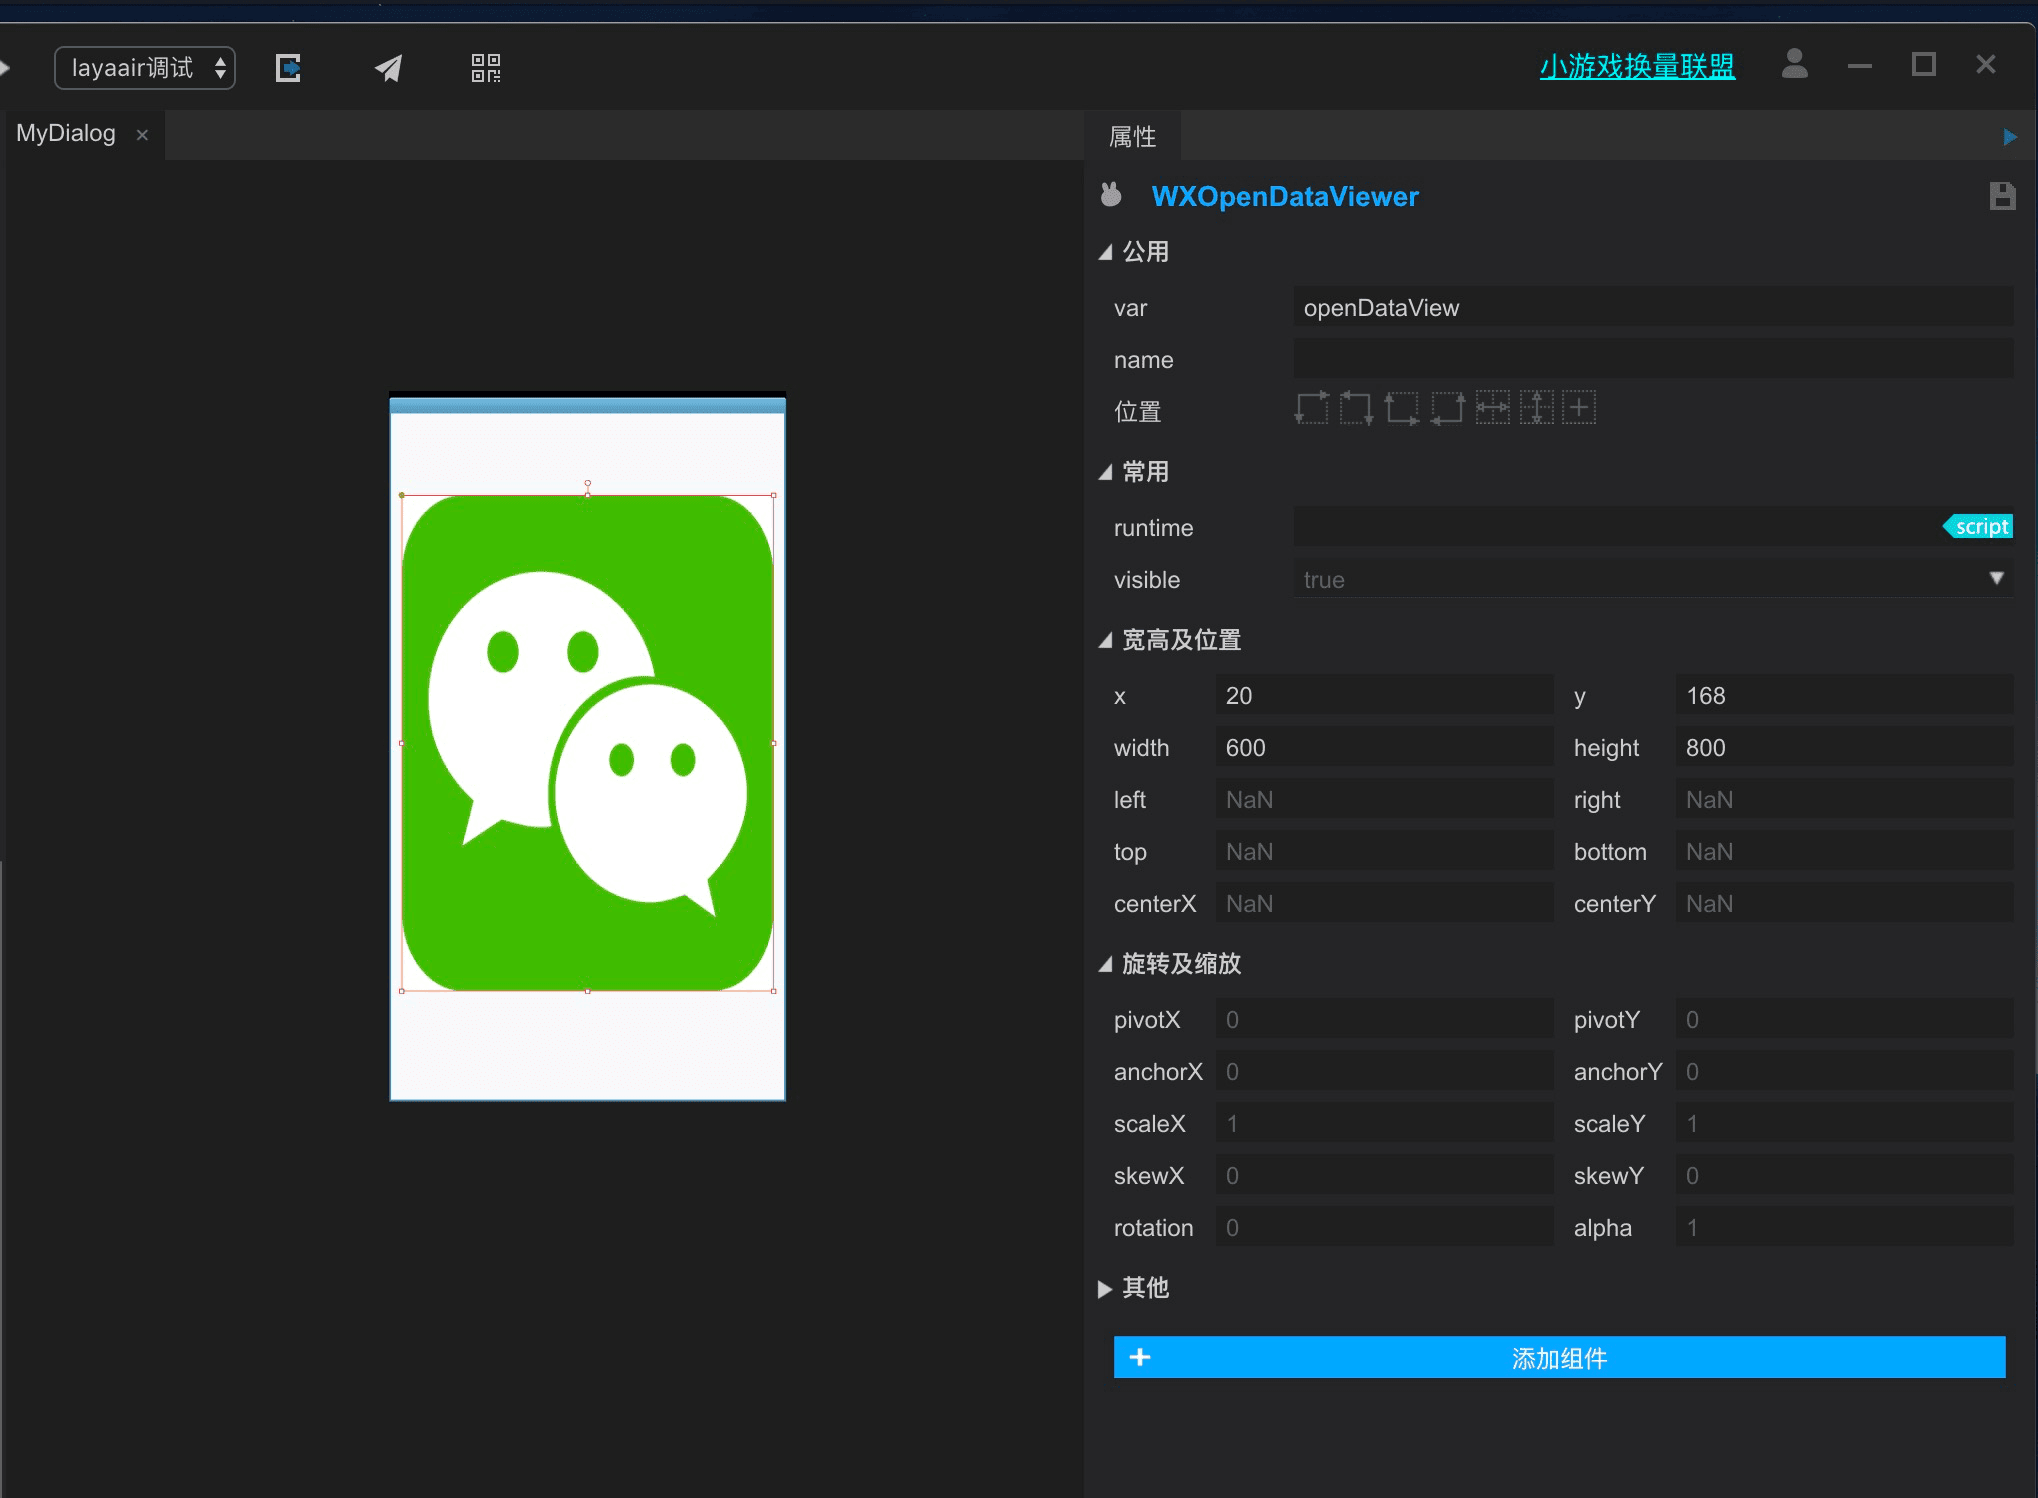 layaair调试
小游戏换量联盟
MyDialog ×
属性
WXOpenDataViewer
公用
var openDataView
name
位置
常用
runtime script
visible true
宽高及位置
x 20 y 168
width 600 height 800
left NaN right NaN
top NaN bottom NaN
centerX NaN centerY NaN
旋转及缩放
pivotX 0 pivotY 0
anchorX 0 anchorY 0
scaleX 1 scaleY 1
skewX 0 skewY 0
rotation 0 alpha 1
其他
添加组件